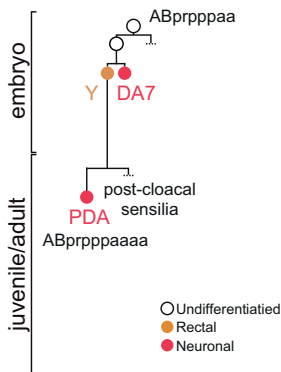 ABprpppaa
embryo
Y DA7
post-cloacal
sensilia
PDA
ABprpppaaaa
juvenile/adult
Undifferentiatied
Rectal
Neuronal